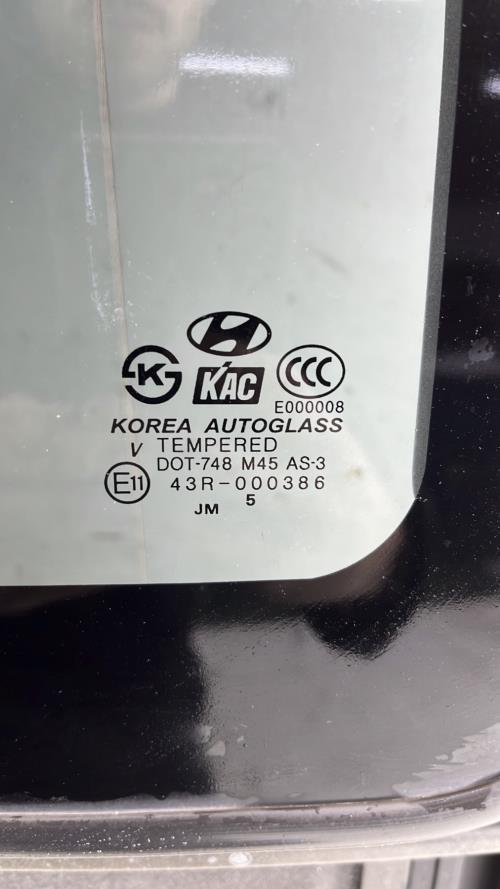 K
KAC
CCC
E000008
KOREA AUTOGLASS
V TEMPERED
DOT-748 M45 AS-3
E11 43R-000386
JM 5